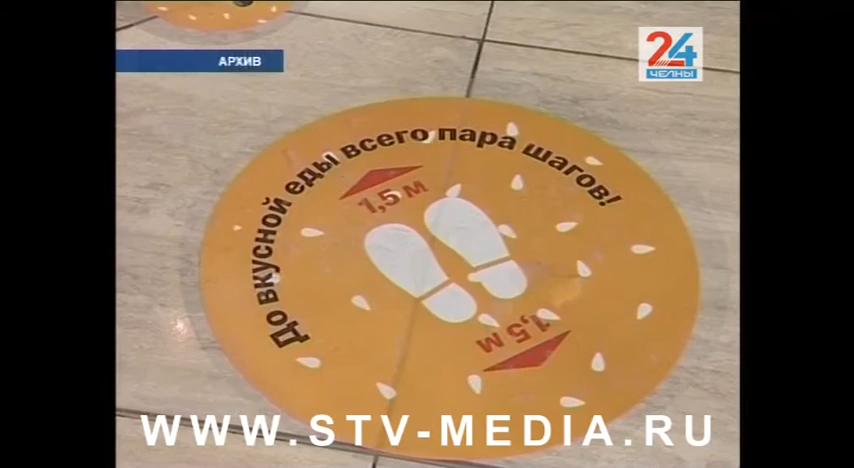 АРХИВ
24
ЧЕЛНЫ
До вкусной еды всего пара шагов!
1,5 м
1,5 м
WWW.STV-MEDIA.RU